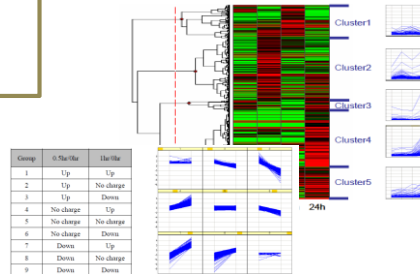 Cluster1
Cluster2
Cluster3
Cluster4
Cluster5
24h
Group 0.5hr/0hr 1hr/0hr
1 Up Up
2 Up No charge
3 Up Down
4 No charge Up
5 No charge No charge
6 No charge Down
7 Down Up
8 Down No charge
9 Down Down